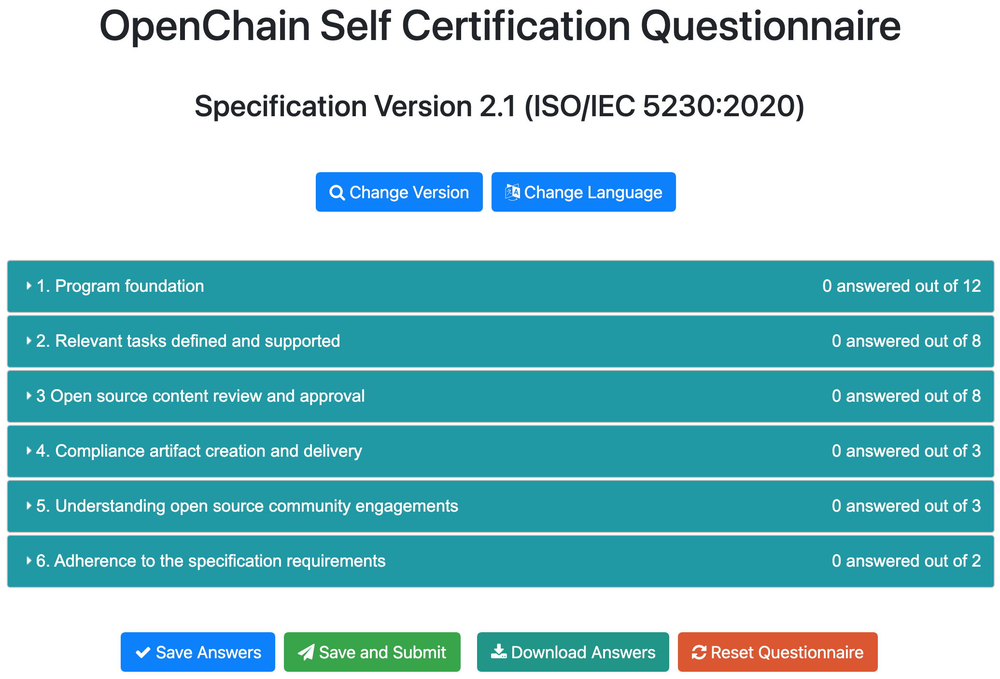 OpenChain Self Certification Questionnaire
Specification Version 2.1 (ISO/IEC 5230:2020)
Change Version Change Language
1. Program foundation 0 answered out of 12
2. Relevant tasks defined and supported 0 answered out of 8
3 Open source content review and approval 0 answered out of 8
4. Compliance artifact creation and delivery 0 answered out of 3
5. Understanding open source community engagements 0 answered out of 3
6. Adherence to the specification requirements 0 answered out of 2
Save Answers Save and Submit Download Answers Reset Questionnaire